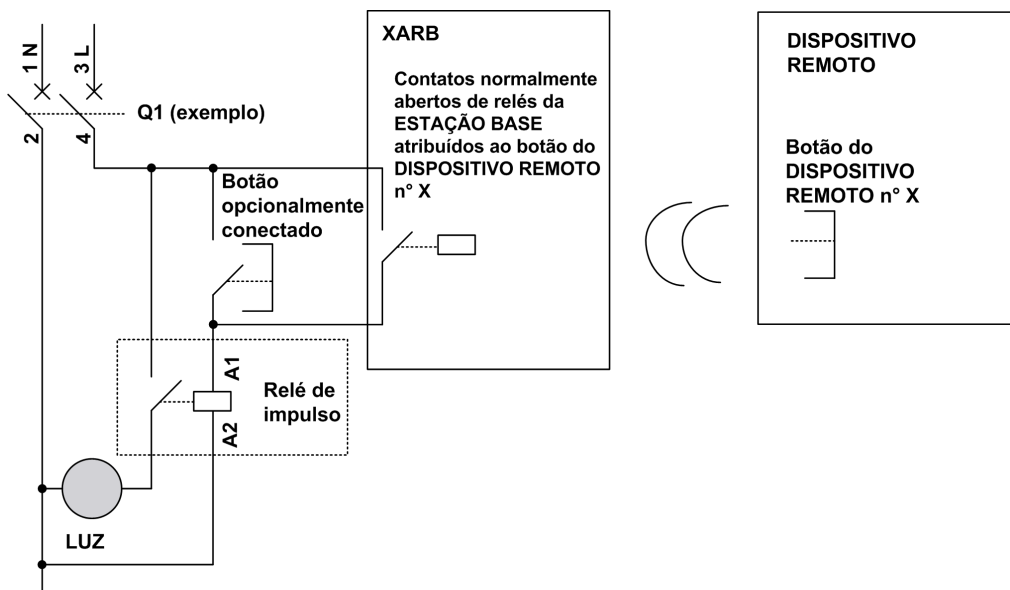 1 N
3 L
Q1 (exemplo)
2
4
Botão
opcionalmente
conectado
A1
A2
Relé de
impulso
LUZ
XARB
Contatos normalmente
abertos de relés da
ESTAÇÃO BASE
atribuídos ao botão do
DISPOSITIVO REMOTO
n° X
DISPOSITIVO
REMOTO
Botão do
DISPOSITIVO
REMOTO n° X